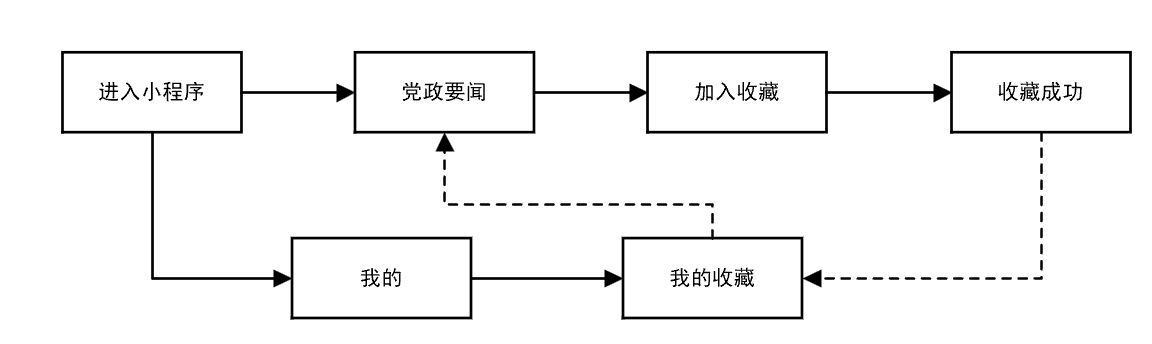 进入小程序
党政要闻
加入收藏
收藏成功
我的
我的收藏